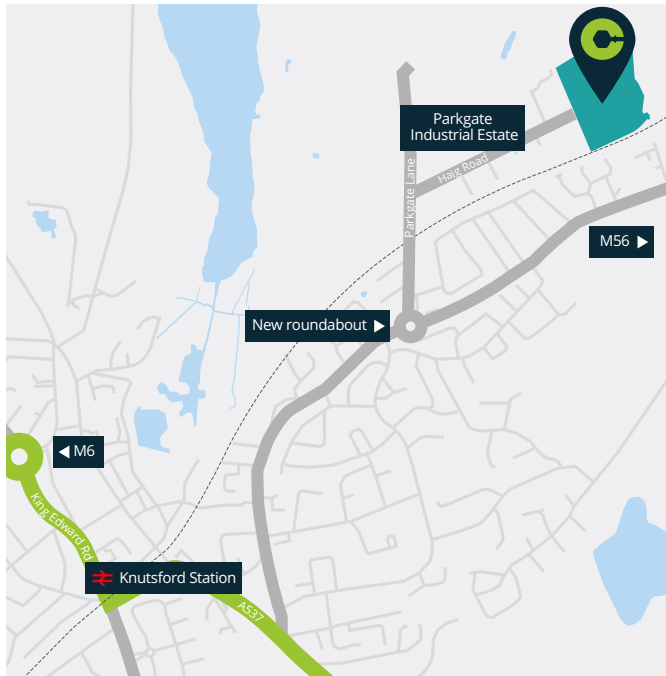 Parkgate
Industrial Estate
Haig Road
Parkgate Lane
M56
New roundabout
M6
King Edward Rd
Knutsford Station
A537